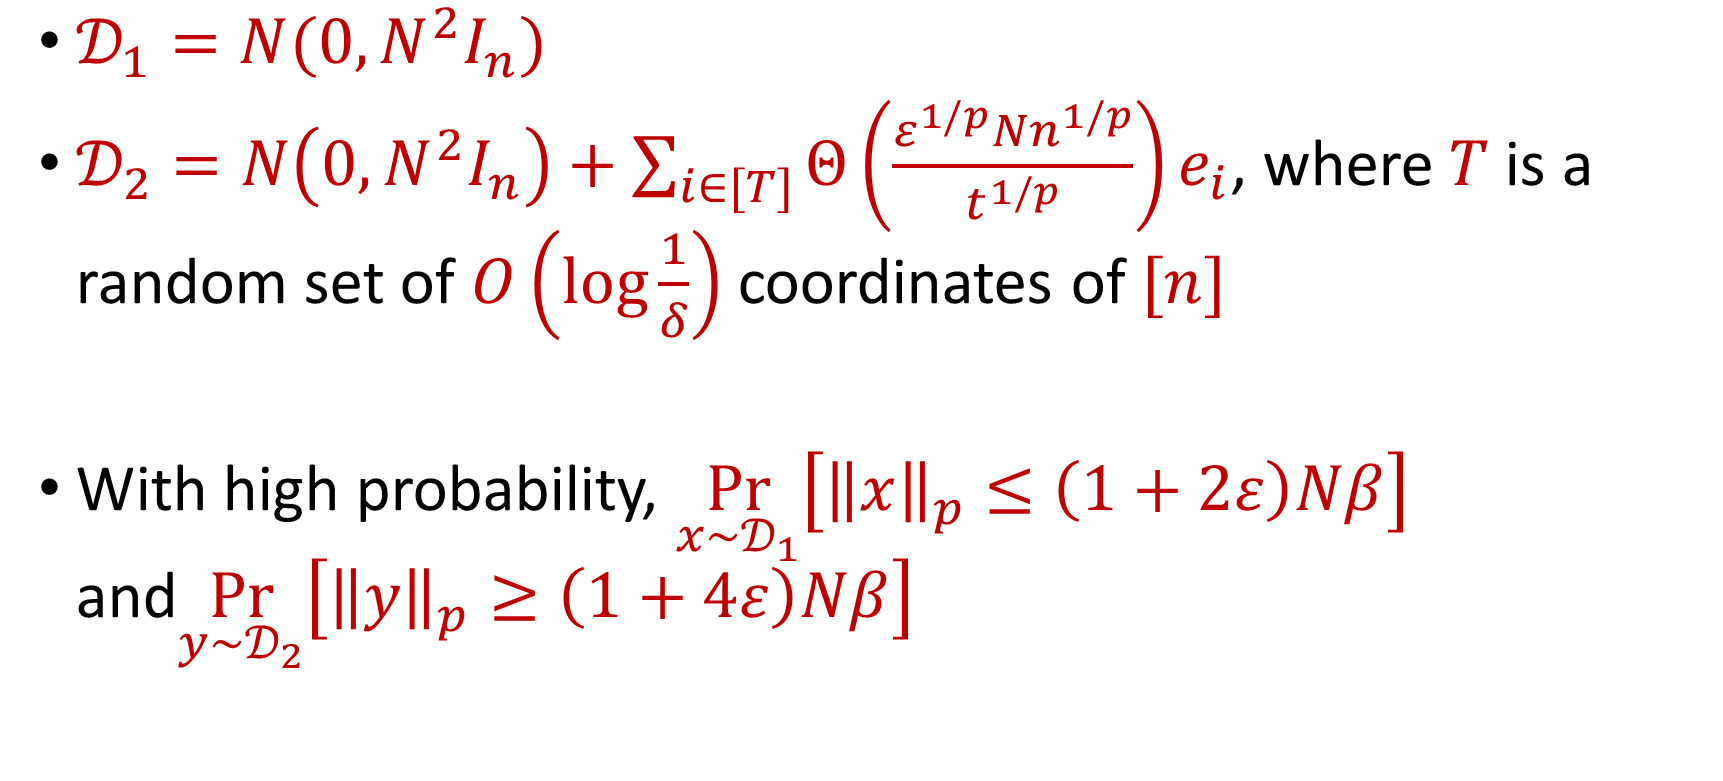 • 𝒟₁ = N(0, N²Iₙ)
• 𝒟₂ = N(0, N²Iₙ) + ∑_{i∈[T]} Θ(ε^{1/p}Nn^{1/p} / t^{1/p}) eᵢ, where T is a
random set of O(log 1/δ) coordinates of [n]
• With high probability, Pr_{x~𝒟₁}[‖x‖ₚ ≤ (1 + 2ε)Nβ]
and Pr_{y~𝒟₂}[‖y‖ₚ ≥ (1 + 4ε)Nβ]